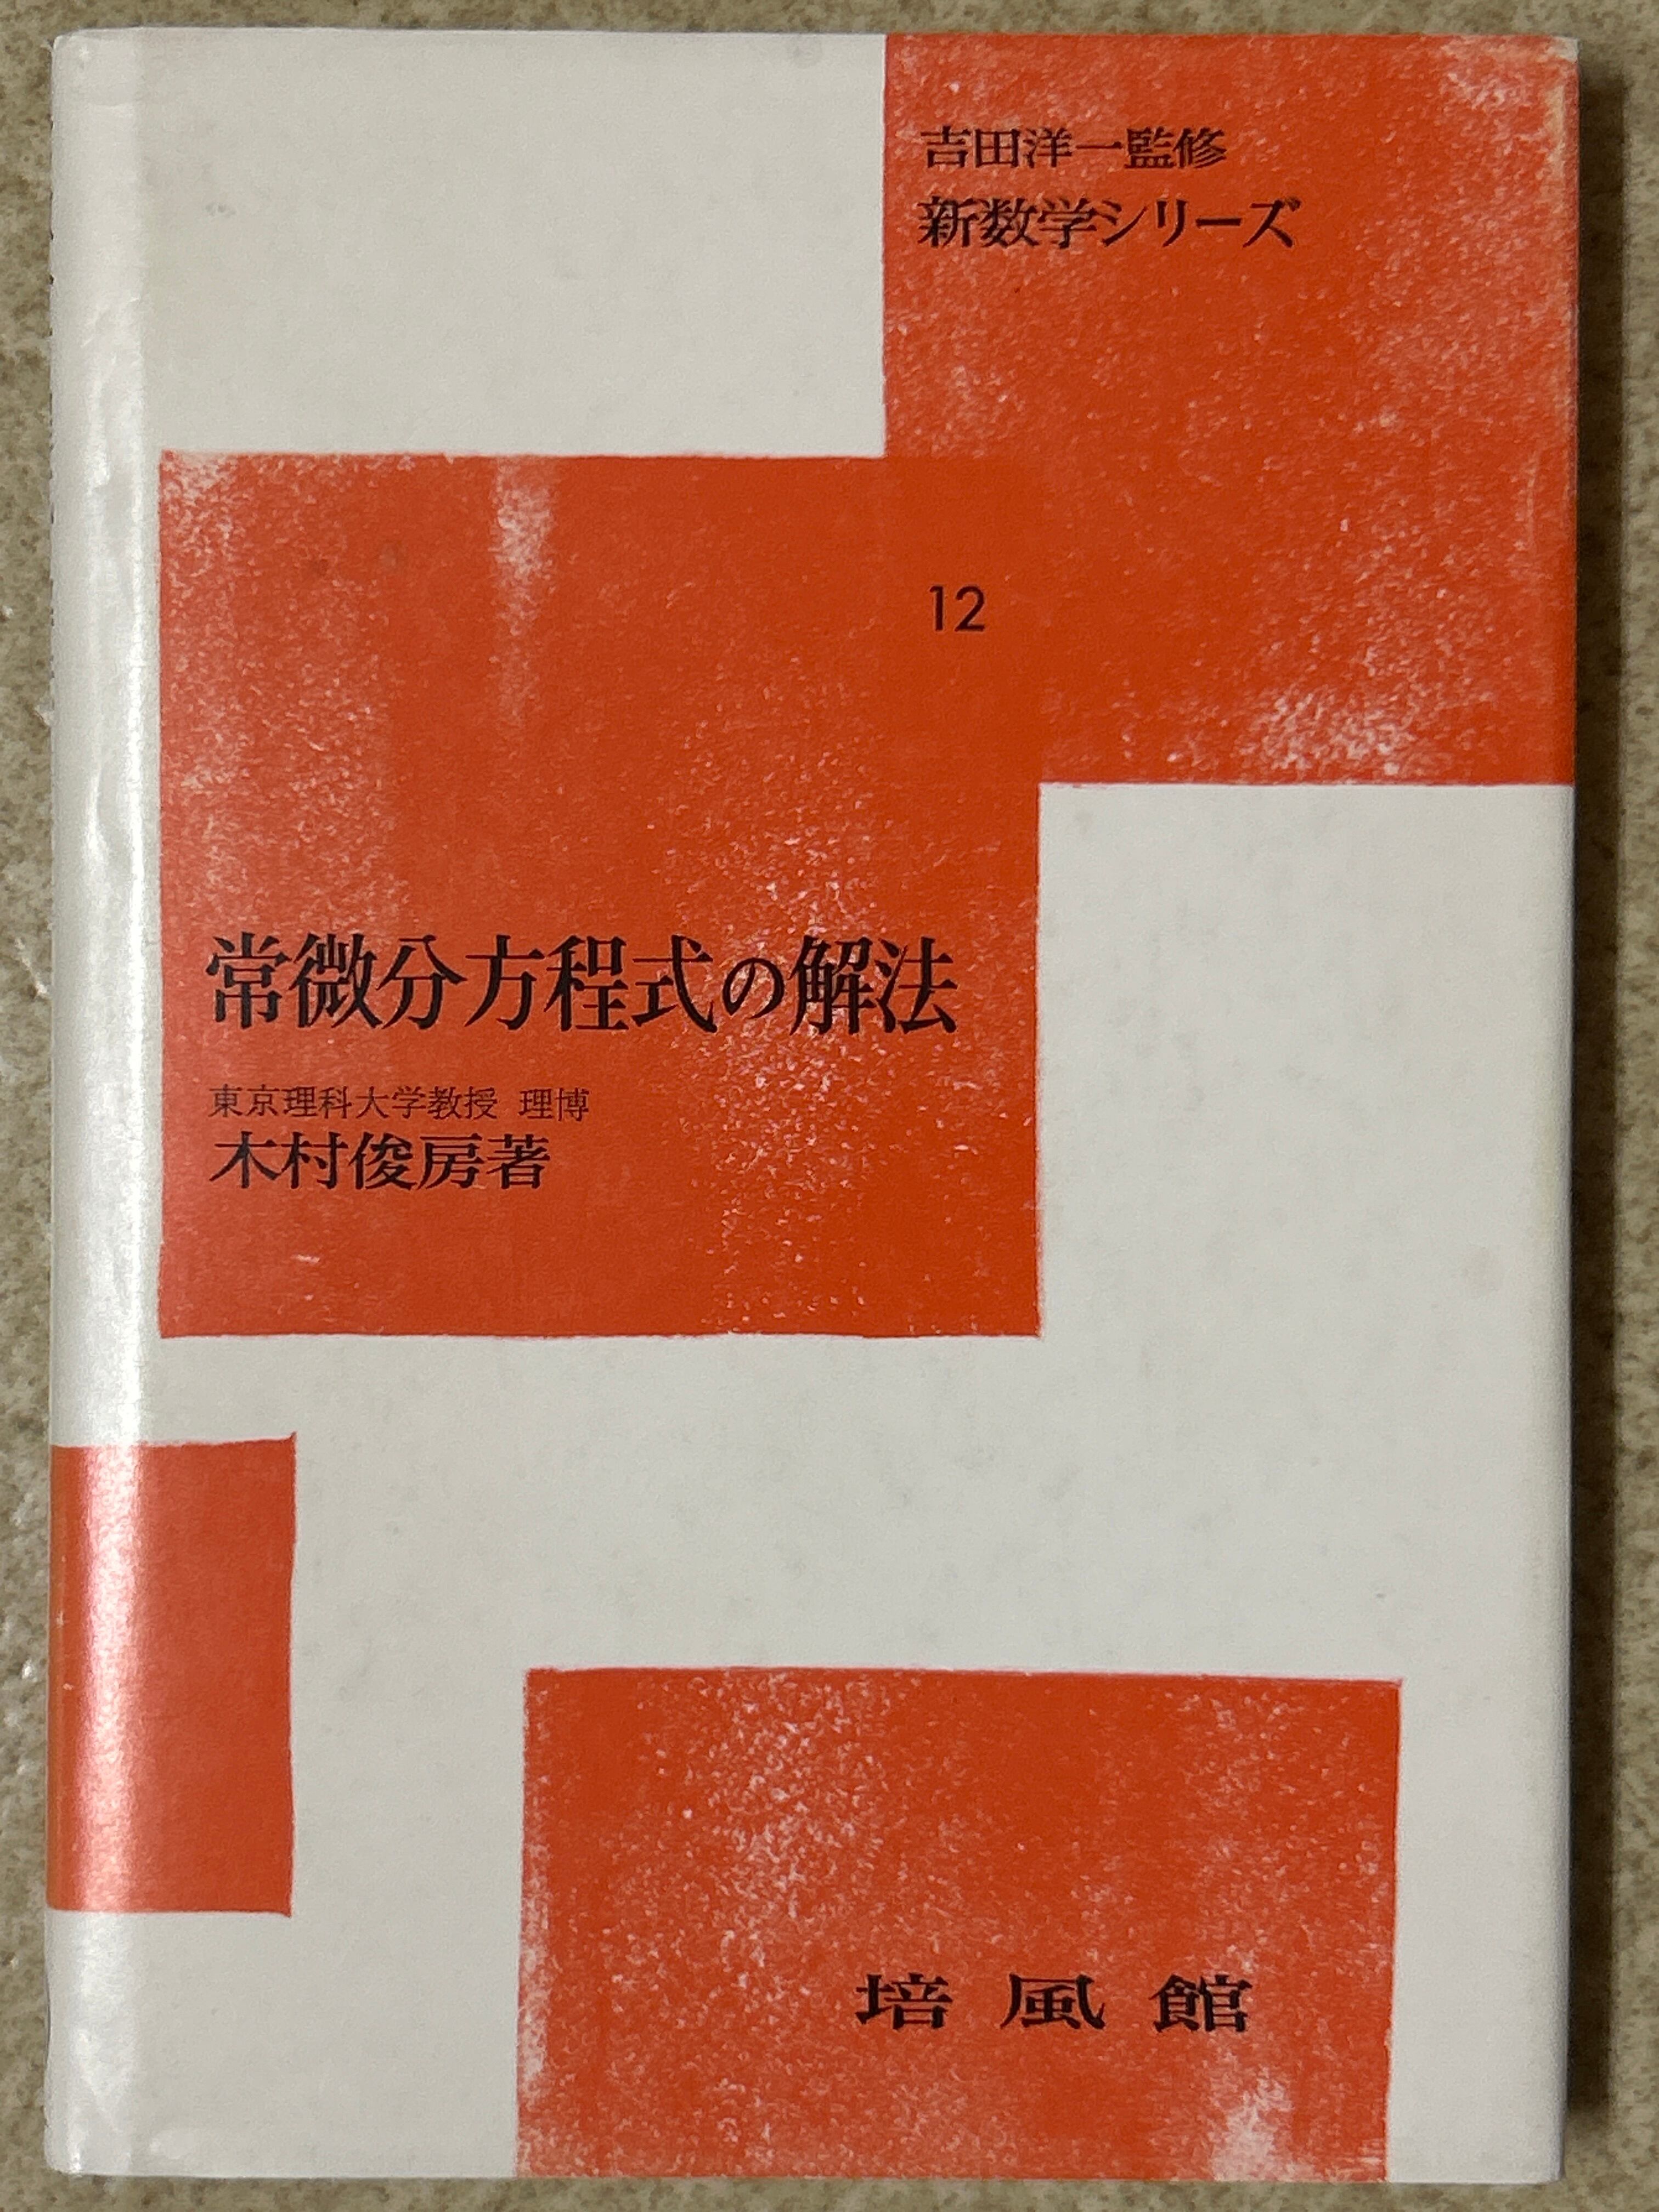 吉田洋一監修
新数学シリーズ
12
常微分方程式の解法
東京理科大学教授 理博
木村俊房著
培風館